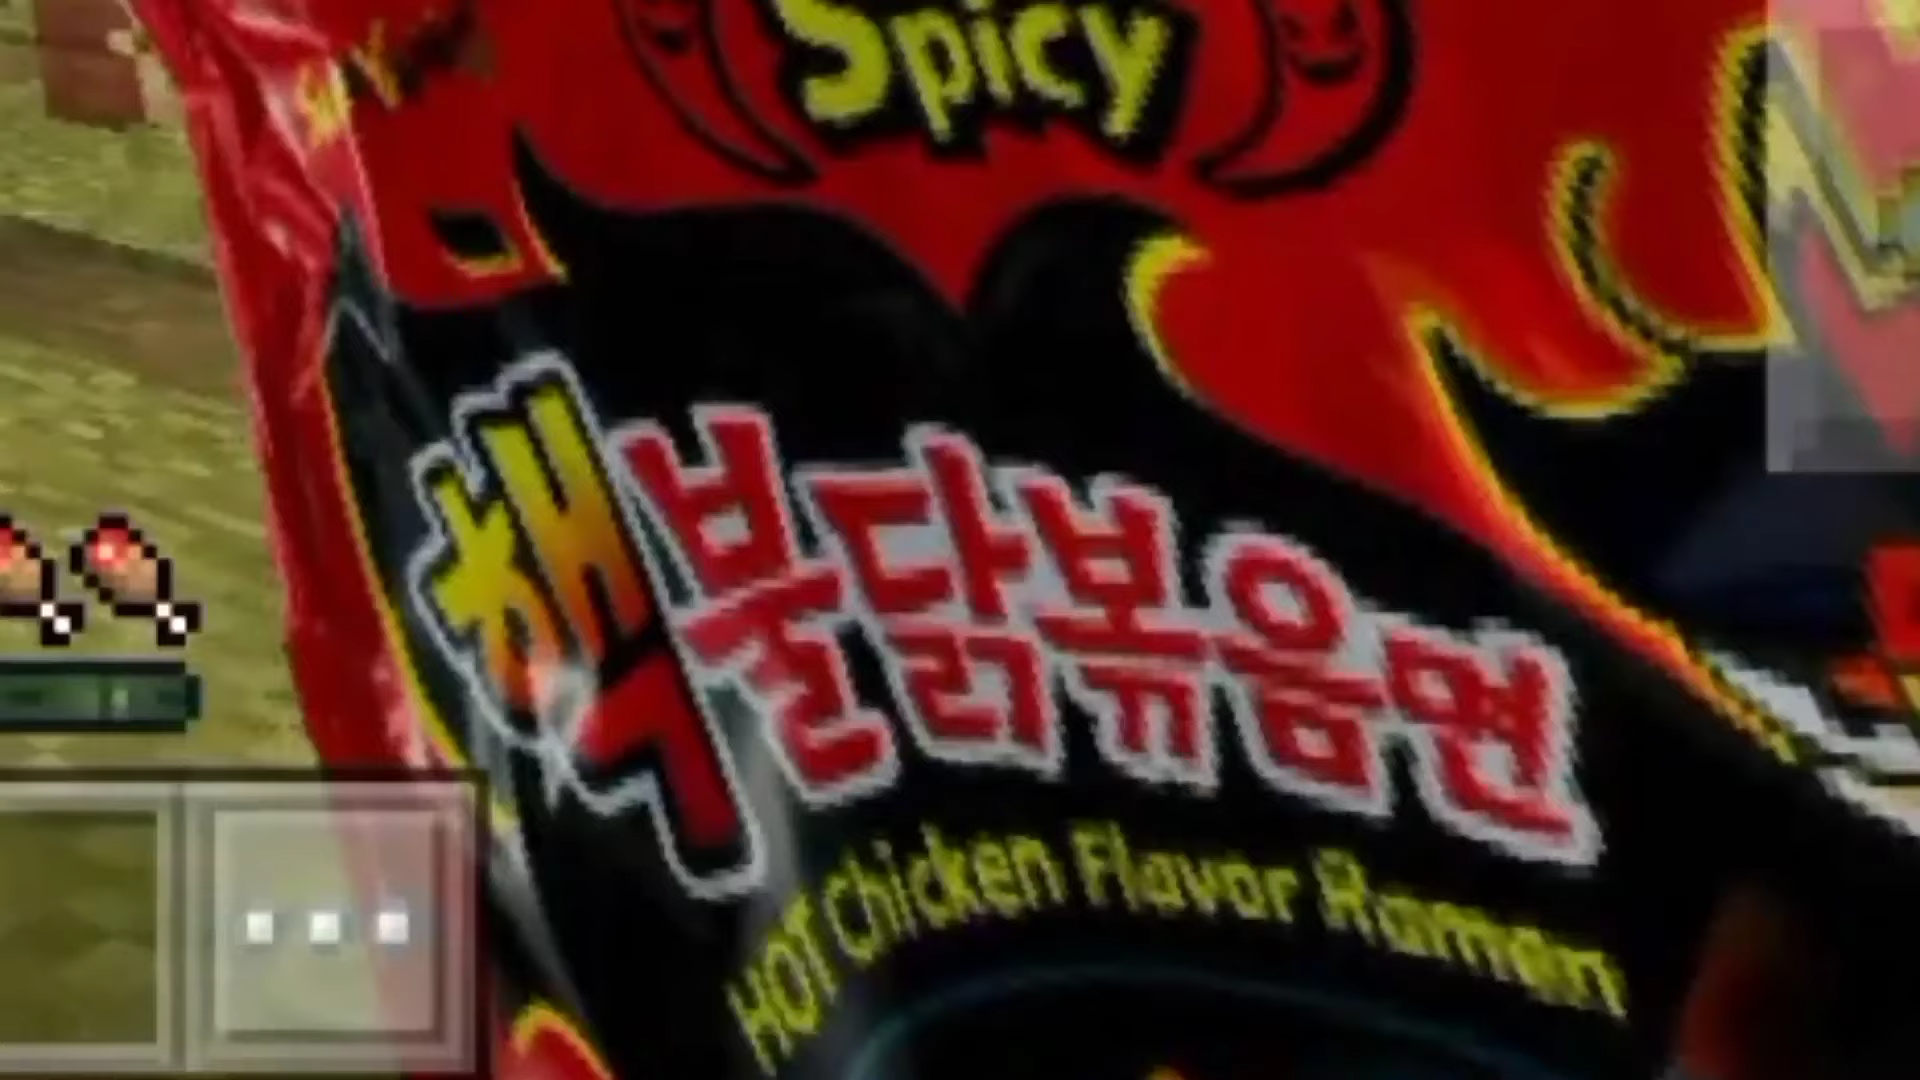 Spicy
핵불닭볶음면
HOT Chicken Flavor Ramen